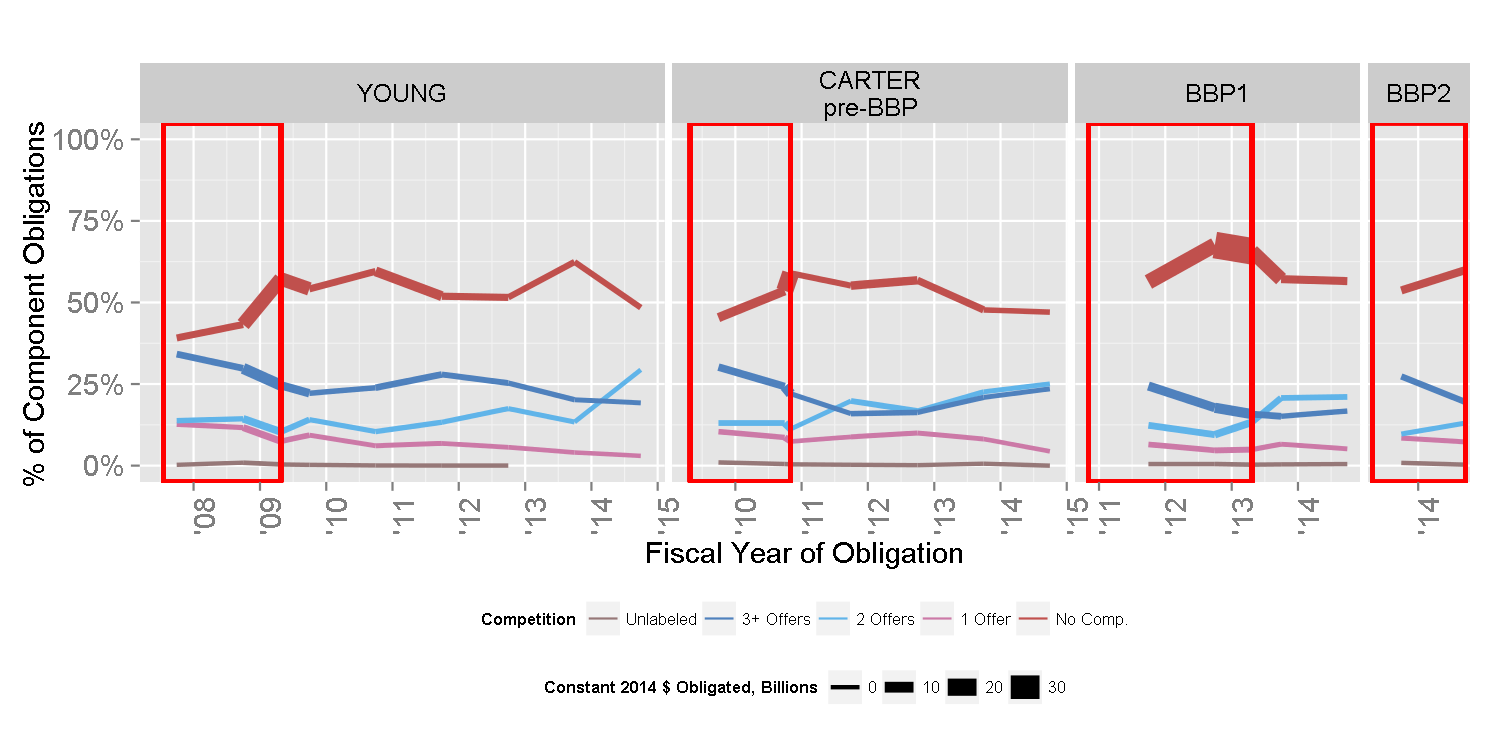 YOUNG
CARTER
pre-BBP
BBP1
BBP2
% of Component Obligations
100%
75%
50%
25%
0%
'08 '09 '10 '11 '12 '13 '14 '15
'10 '11 '12 '13 '14 '15
'11 '12 '13 '14
'14
Fiscal Year of Obligation
Competition Unlabeled 3+ Offers 2 Offers 1 Offer No Comp.
Constant 2014 $ Obligated, Billions 0 10 20 30